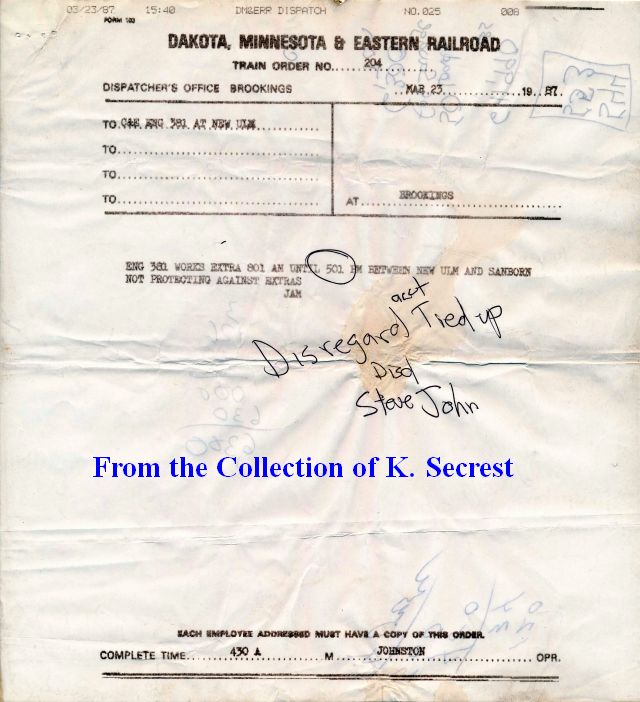 03/23/87 15:40 DM&ERR DISPATCH NO.025 008
FORM 103
DAKOTA, MINNESOTA & EASTERN RAILROAD
TRAIN ORDER NO. 204
DISPATCHER'S OFFICE BROOKINGS MAR 23 19 87
TO C&E ENG 381 AT NEW ULM
TO
TO
TO
AT BROOKINGS
ENG 381 WORKS EXTRA 801 AM UNTIL 501 PM BETWEEN NEW ULM AND SANBORN
NOT PROTECTING AGAINST EXTRAS
JAM
acct
Disregard Tied up
Disd
Steve John
From the Collection of K. Secrest
EACH EMPLOYEE ADDRESSED MUST HAVE A COPY OF THIS ORDER.
COMPLETE TIME 430 A M JOHNSTON OPR.